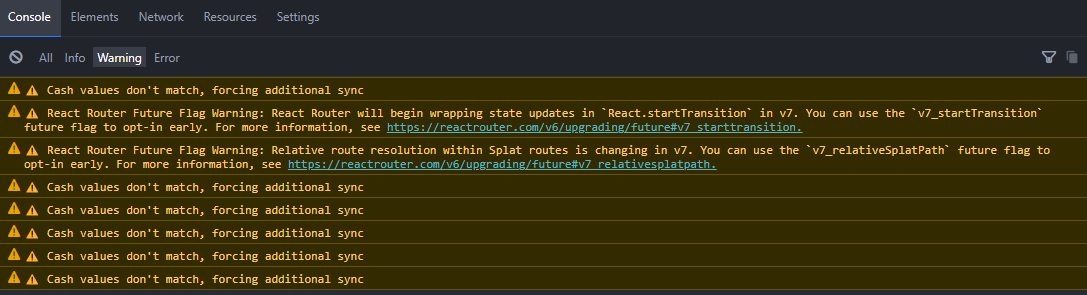 Console Elements Network Resources Settings
All Info Warning Error
⚠ Cash values don't match, forcing additional sync
⚠ React Router Future Flag Warning: React Router will begin wrapping state updates in `React.startTransition` in v7. You can use the `v7_startTransition`
future flag to opt-in early. For more information, see https://reactrouter.com/v6/upgrading/future#v7_starttransition.
⚠ React Router Future Flag Warning: Relative route resolution within Splat routes is changing in v7. You can use the `v7_relativeSplatPath` future flag to
opt-in early. For more information, see https://reactrouter.com/v6/upgrading/future#v7_relativesplatpath.
⚠ Cash values don't match, forcing additional sync
⚠ Cash values don't match, forcing additional sync
⚠ Cash values don't match, forcing additional sync
⚠ Cash values don't match, forcing additional sync
⚠ Cash values don't match, forcing additional sync